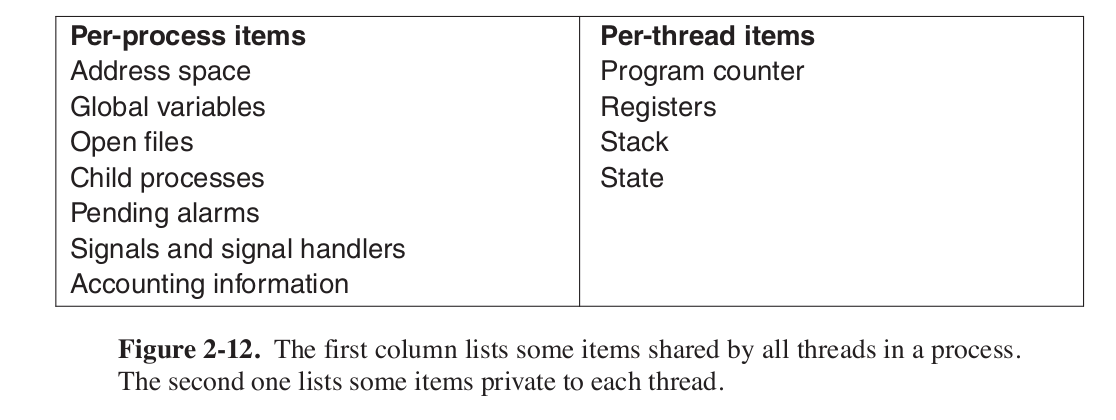 Per-process items
Address space
Global variables
Open files
Child processes
Pending alarms
Signals and signal handlers
Accounting information
Per-thread items
Program counter
Registers
Stack
State
Figure 2-12. The first column lists some items shared by all threads in a process.
The second one lists some items private to each thread.